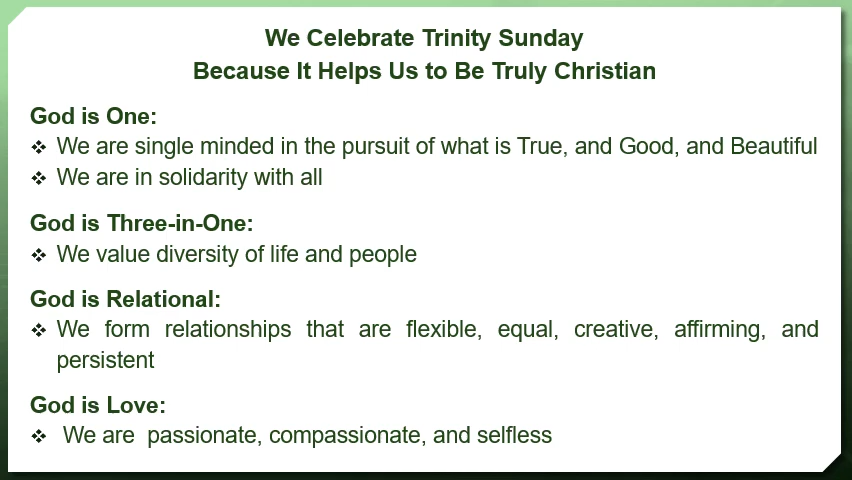 We Celebrate Trinity Sunday
Because It Helps Us to Be Truly Christian
God is One:
❖ We are single minded in the pursuit of what is True, and Good, and Beautiful
❖ We are in solidarity with all
God is Three-in-One:
❖ We value diversity of life and people
God is Relational:
❖ We form relationships that are flexible, equal, creative, affirming, and
persistent
God is Love:
❖ We are passionate, compassionate, and selfless